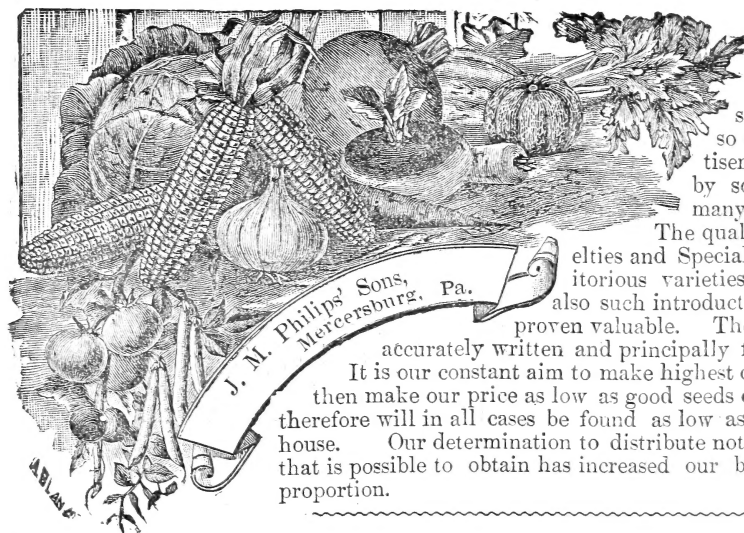 s
so
tiser
by so
many
The qual
elties and Special
itorious varieties
also such introduct
proven valuable. Th
accurately written and principally f
It is our constant aim to make highest
then make our price as low as good seeds
therefore will in all cases be found as low as
house. Our determination to distribute not
that is possible to obtain has increased our b
proportion.
J. M. Philips' Sons,
Mercersburg, Pa.
A. BLANC